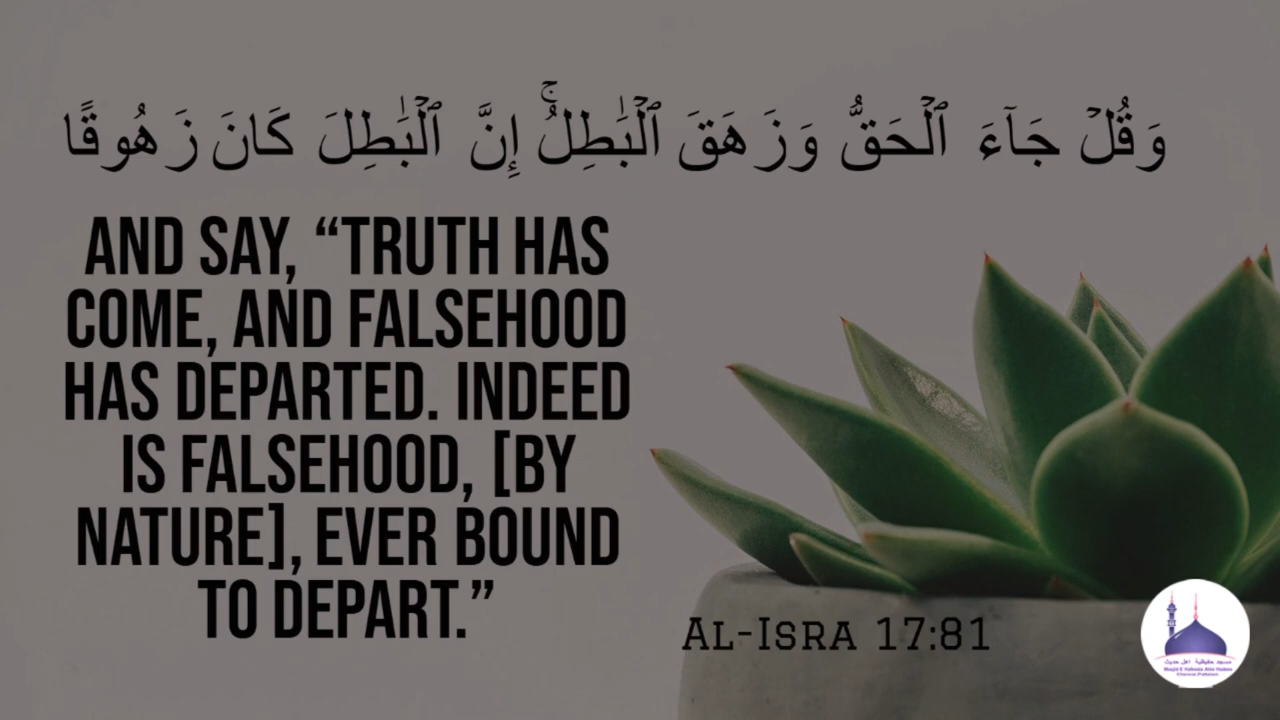 وَقُلۡ جَآءَ ٱلۡحَقُّ وَزَهَقَ ٱلۡبَٰطِلُۚ إِنَّ ٱلۡبَٰطِلَ كَانَ زَهُوقٗا
AND SAY, “TRUTH HAS
COME, AND FALSEHOOD
HAS DEPARTED. INDEED
IS FALSEHOOD, [BY
NATURE], EVER BOUND
TO DEPART.”
AL-ISRA 17:81